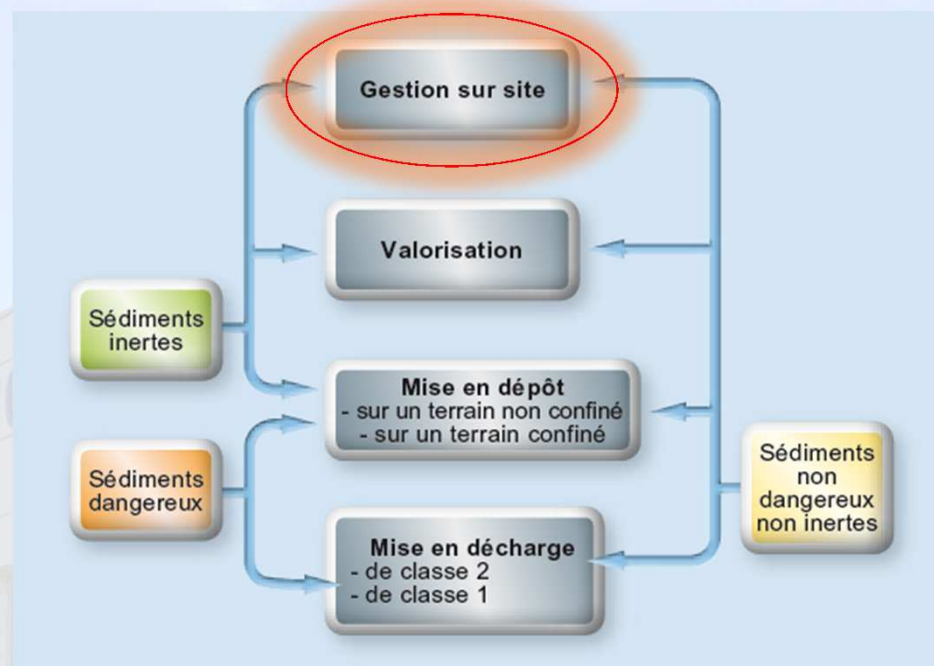 Gestion sur site
Valorisation
Sédiments
inertes
Mise en dépôt
- sur un terrain non confiné
- sur un terrain confiné
Sédiments
dangereux
Sédiments
non
dangereux
non inertes
Mise en décharge
- de classe 2
- de classe 1